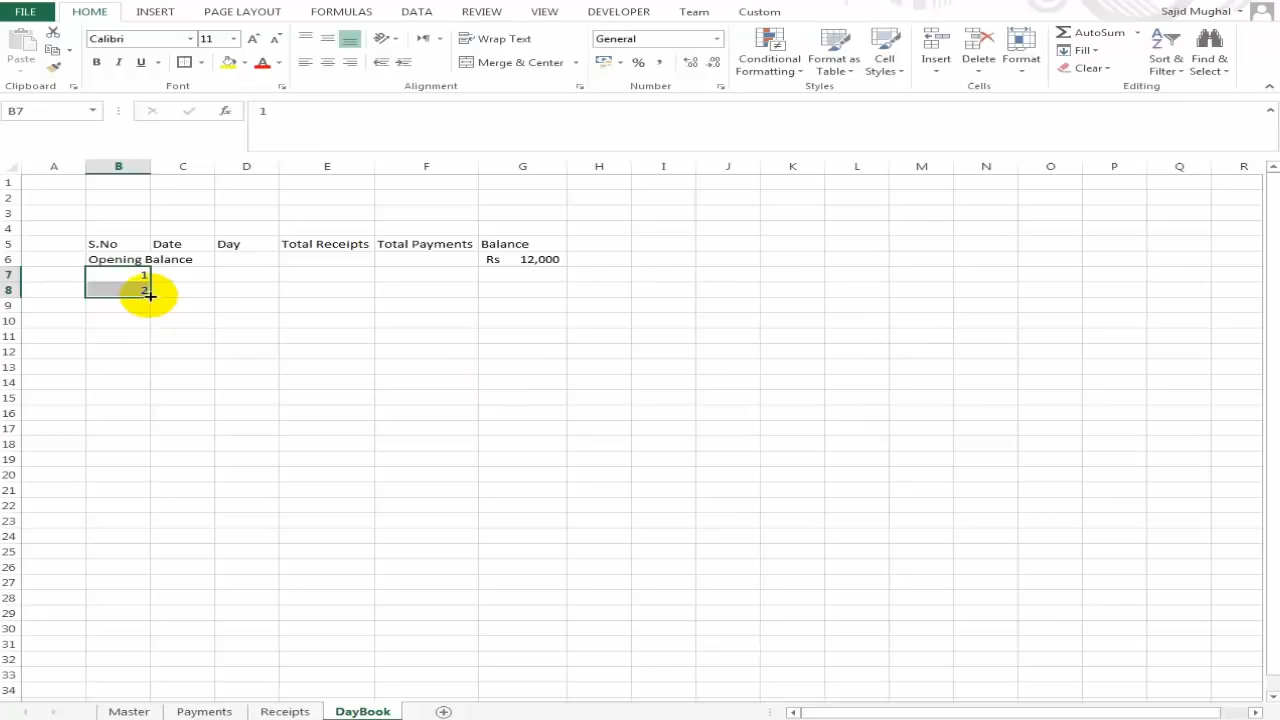 FILE HOME INSERT PAGE LAYOUT FORMULAS DATA REVIEW VIEW DEVELOPER Team Custom Sajid Mughal
Paste
Calibri 11
B I U A
Wrap Text
Merge & Center
General
%
Conditional Formatting
Format as Table
Cell Styles
Insert
Delete
Format
AutoSum
Fill
Clear
Sort & Filter
Find & Select
Clipboard Font Alignment Number Styles Cells Editing
B7 fx 1
A B C D E F G H I J K L M N O P Q R
1
2
3
4
5 S.No Date Day Total Receipts Total Payments Balance
6 Opening Balance Rs 12,000
7 1
8 2
9
10
11
12
13
14
15
16
17
18
19
20
21
22
23
24
25
26
27
28
29
30
31
32
33
34
Master Payments Receipts DayBook